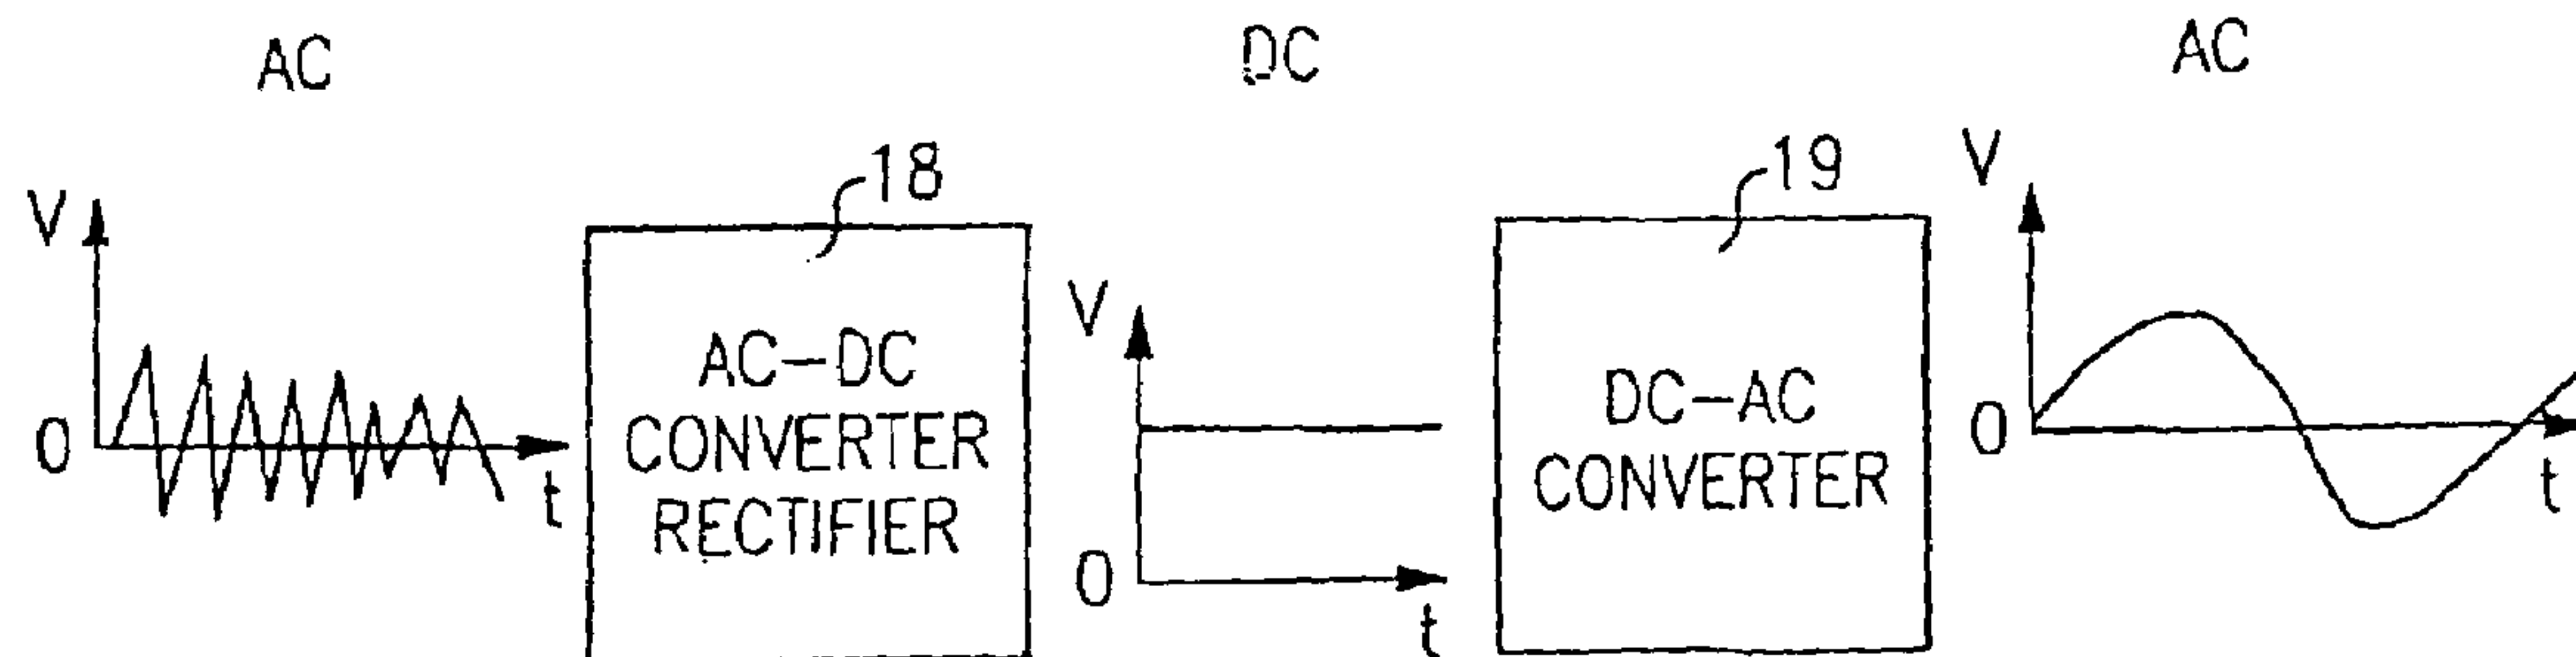 AC
DC
AC
V
0
t
18
AC-DC
CONVERTER
RECTIFIER
V
0
t
19
DC-AC
CONVERTER
V
0
t